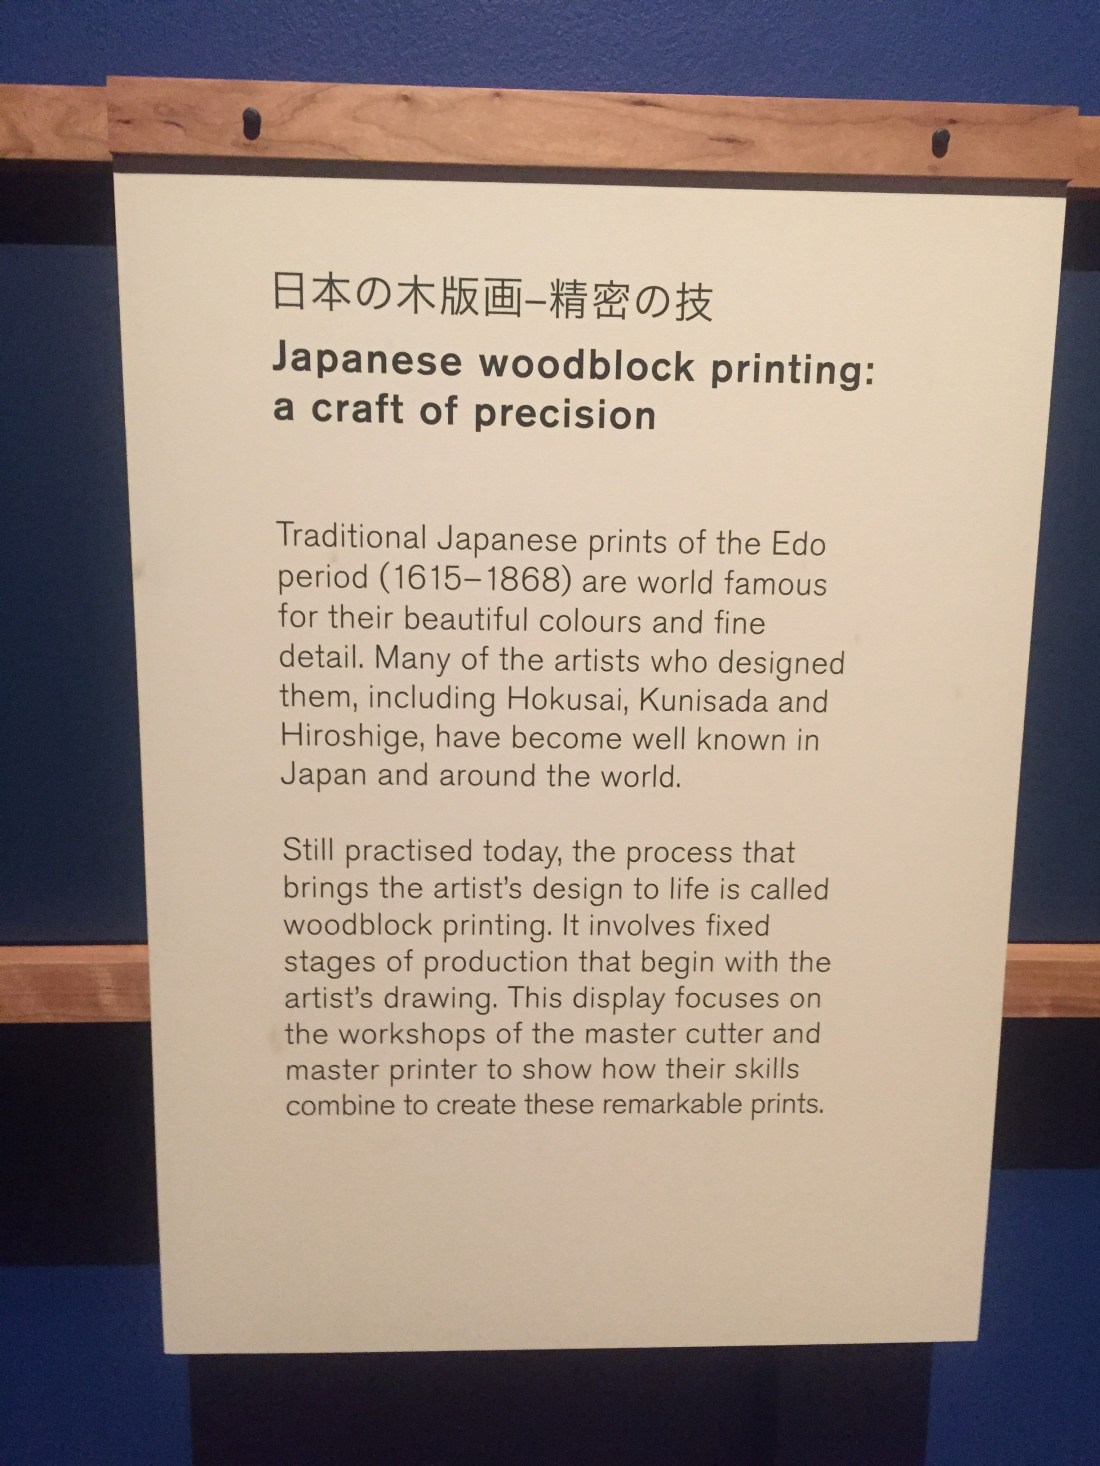 日本の木版画–精密の技
Japanese woodblock printing:
a craft of precision
Traditional Japanese prints of the Edo
period (1615–1868) are world famous
for their beautiful colours and fine
detail. Many of the artists who designed
them, including Hokusai, Kunisada and
Hiroshige, have become well known in
Japan and around the world.
Still practised today, the process that
brings the artist’s design to life is called
woodblock printing. It involves fixed
stages of production that begin with the
artist’s drawing. This display focuses on
the workshops of the master cutter and
master printer to show how their skills
combine to create these remarkable prints.